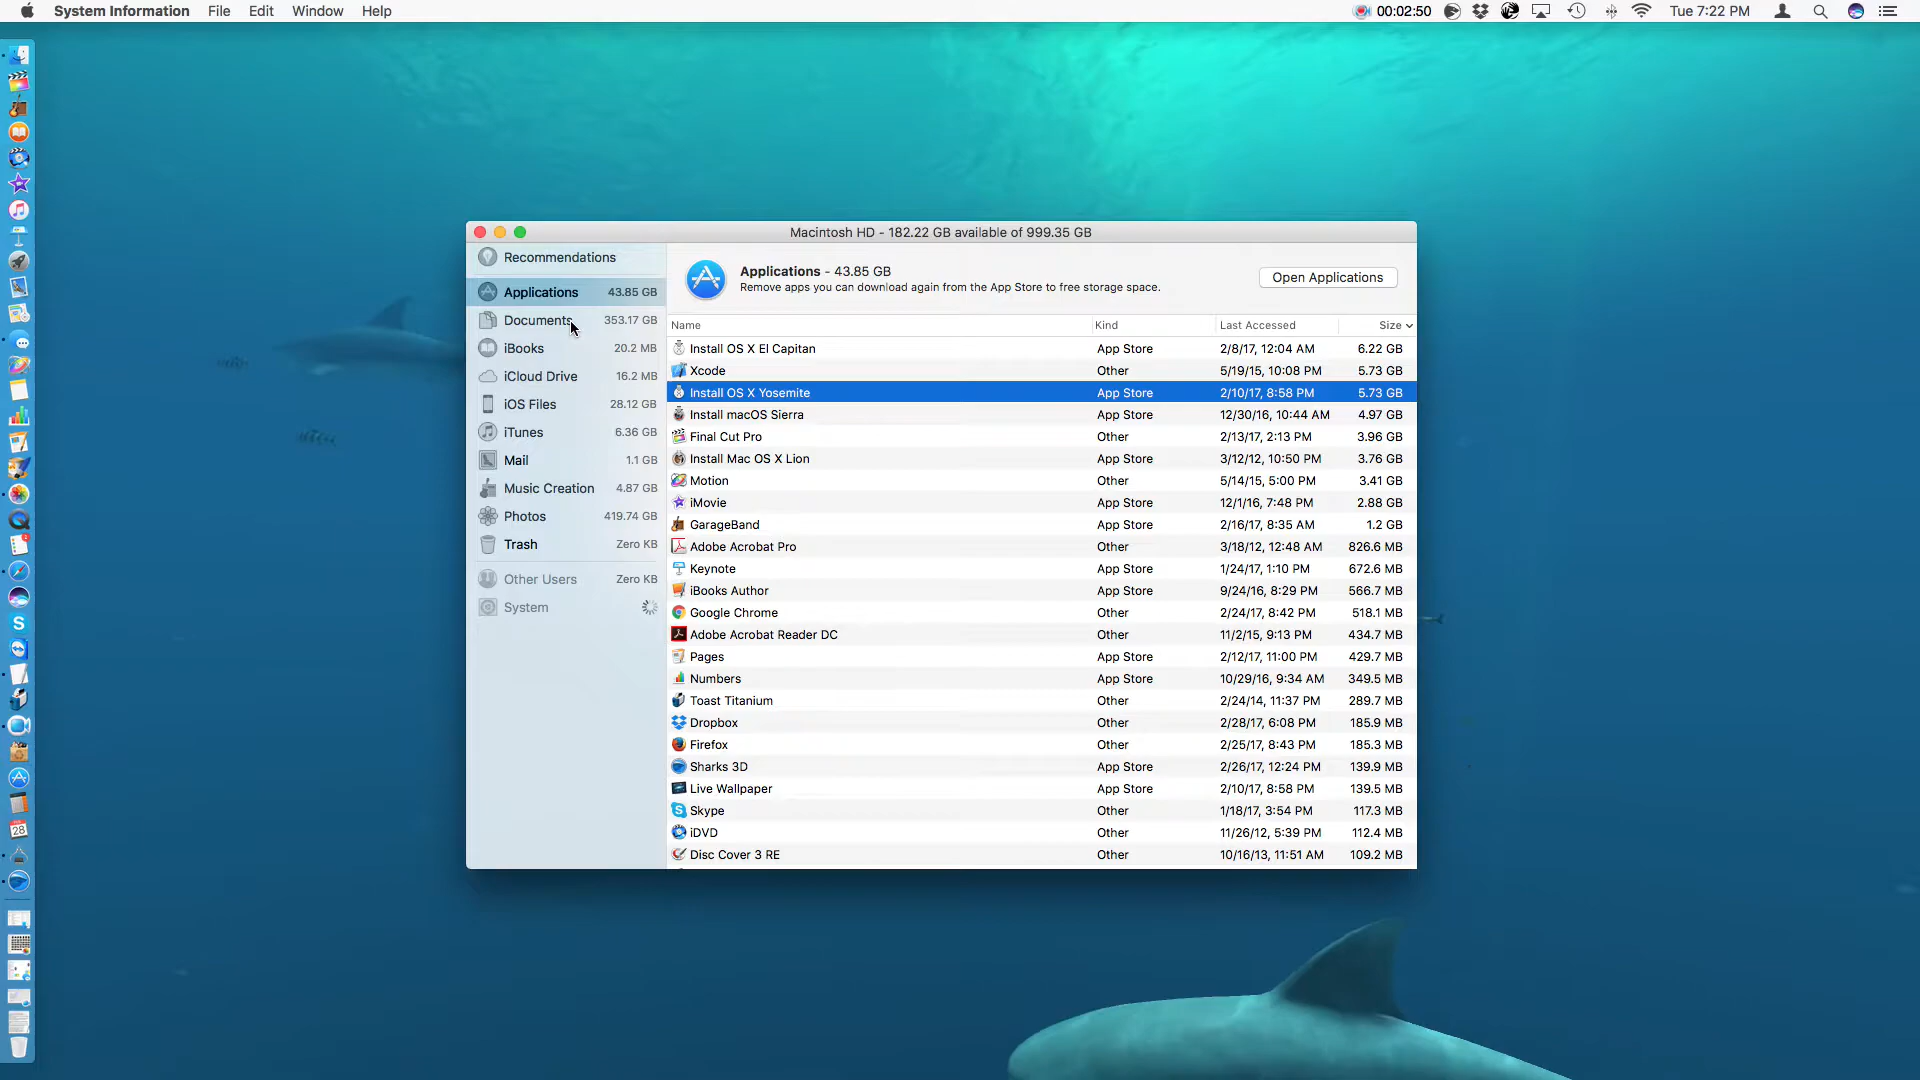 System Information File Edit Window Help 00:02:50 Tue 7:22 PM
Macintosh HD - 182.22 GB available of 999.35 GB
Recommendations
Applications 43.85 GB
Documents 353.17 GB
iBooks 20.2 MB
iCloud Drive 16.2 MB
iOS Files 28.12 GB
iTunes 6.36 GB
Mail 1.1 GB
Music Creation 4.87 GB
Photos 419.74 GB
Trash Zero KB
Other Users Zero KB
System
Applications - 43.85 GB
Remove apps you can download again from the App Store to free storage space.
Open Applications
Name Kind Last Accessed Size
Install OS X El Capitan App Store 2/8/17, 12:04 AM 6.22 GB
Xcode Other 5/19/15, 10:08 PM 5.73 GB
Install OS X Yosemite App Store 2/10/17, 8:58 PM 5.73 GB
Install macOS Sierra App Store 12/30/16, 10:44 AM 4.97 GB
Final Cut Pro Other 2/13/17, 2:13 PM 3.96 GB
Install Mac OS X Lion App Store 3/12/12, 10:50 PM 3.76 GB
Motion Other 5/14/15, 5:00 PM 3.41 GB
iMovie App Store 12/1/16, 7:48 PM 2.88 GB
GarageBand App Store 2/16/17, 8:35 AM 1.2 GB
Adobe Acrobat Pro Other 3/18/12, 12:48 AM 826.6 MB
Keynote App Store 1/24/17, 1:10 PM 672.6 MB
iBooks Author App Store 9/24/16, 8:29 PM 566.7 MB
Google Chrome Other 2/24/17, 8:42 PM 518.1 MB
Adobe Acrobat Reader DC Other 11/2/15, 9:13 PM 434.7 MB
Pages App Store 2/12/17, 11:00 PM 429.7 MB
Numbers App Store 10/29/16, 9:34 AM 349.5 MB
Toast Titanium Other 2/24/14, 11:37 PM 289.7 MB
Dropbox Other 2/28/17, 6:08 PM 185.9 MB
Firefox Other 2/25/17, 8:43 PM 185.3 MB
Sharks 3D App Store 2/26/17, 12:24 PM 139.9 MB
Live Wallpaper App Store 2/10/17, 8:58 PM 139.5 MB
Skype Other 1/18/17, 3:54 PM 117.3 MB
iDVD Other 11/26/12, 5:39 PM 112.4 MB
Disc Cover 3 RE Other 10/16/13, 11:51 AM 109.2 MB
28